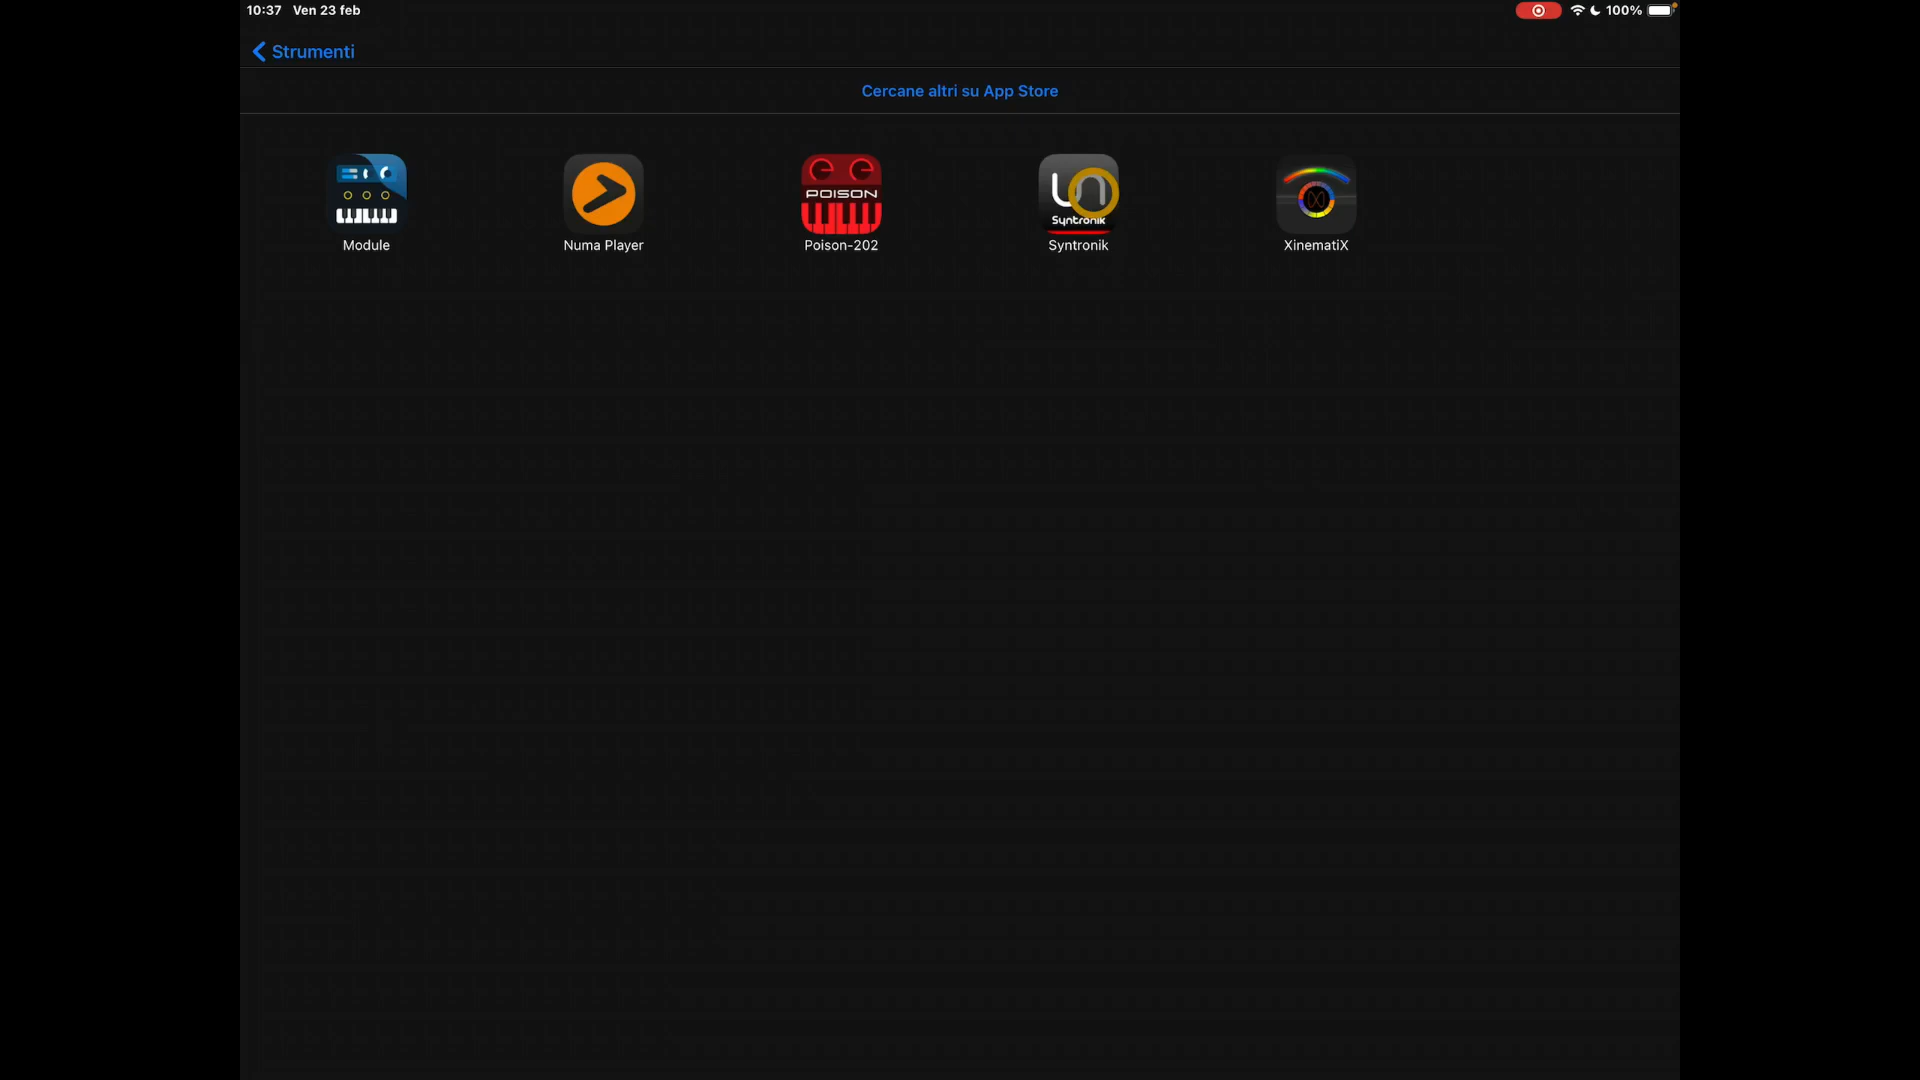 10:37 Ven 23 feb
100%
Strumenti
Cercane altri su App Store
POISON
Syntronik
Module
Numa Player
Poison-202
Syntronik
XinematiX